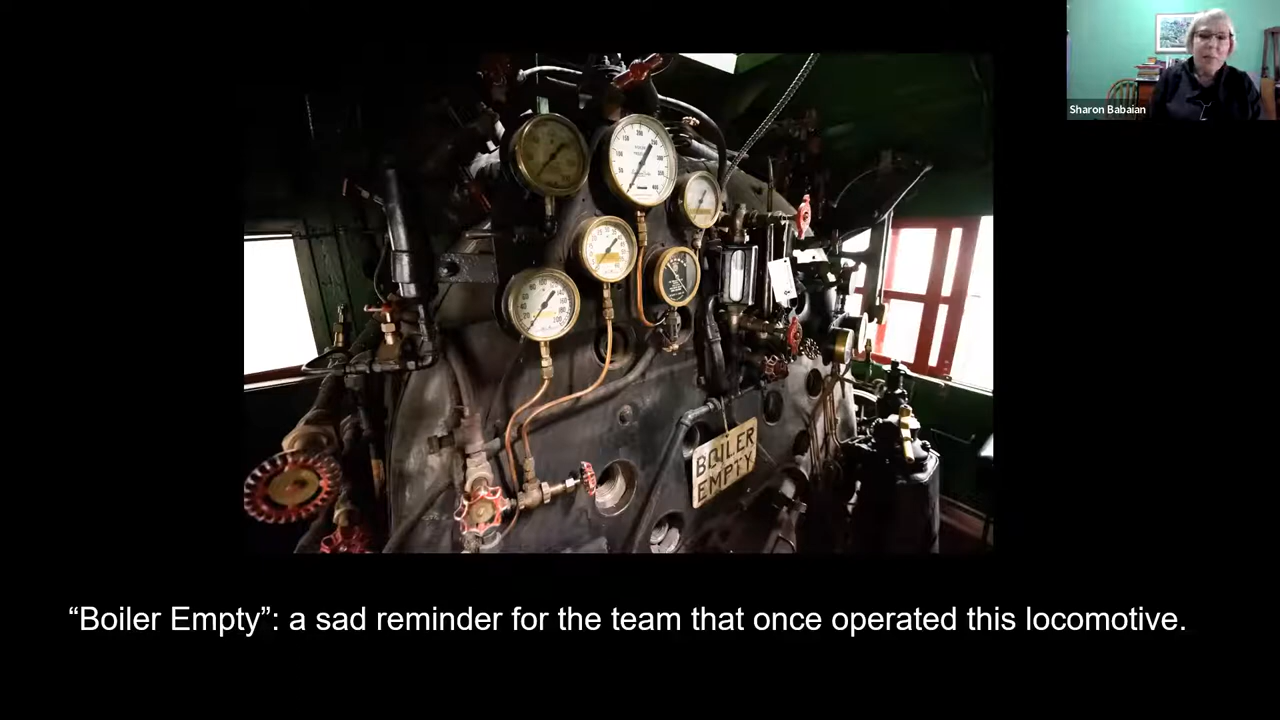 Sharon Babaian
BOILER
EMPTY
“Boiler Empty”: a sad reminder for the team that once operated this locomotive.